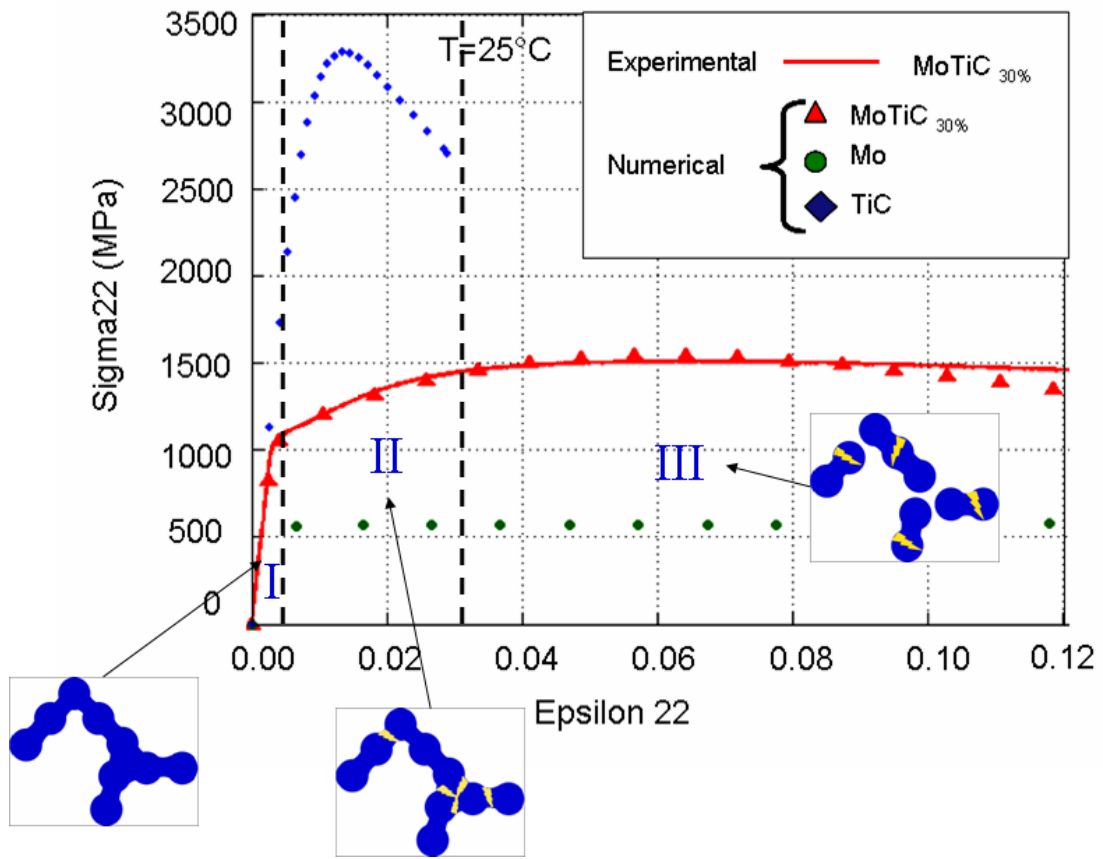 3500
3000
2500
2000
1500
1000
500
0
Sigma22 (MPa)
T=25°C
Experimental MoTiC 30%
Numerical
MoTiC 30%
Mo
TiC
I
II
III
0.00 0.02 0.04 0.06 0.08 0.10 0.12
Epsilon 22